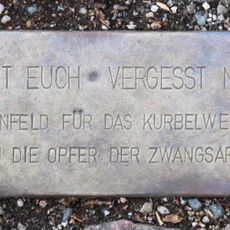 T EUCH VERGESST N
NFELD FÜR DAS KURBELWE
N DIE OPFER DER ZWANGSAR